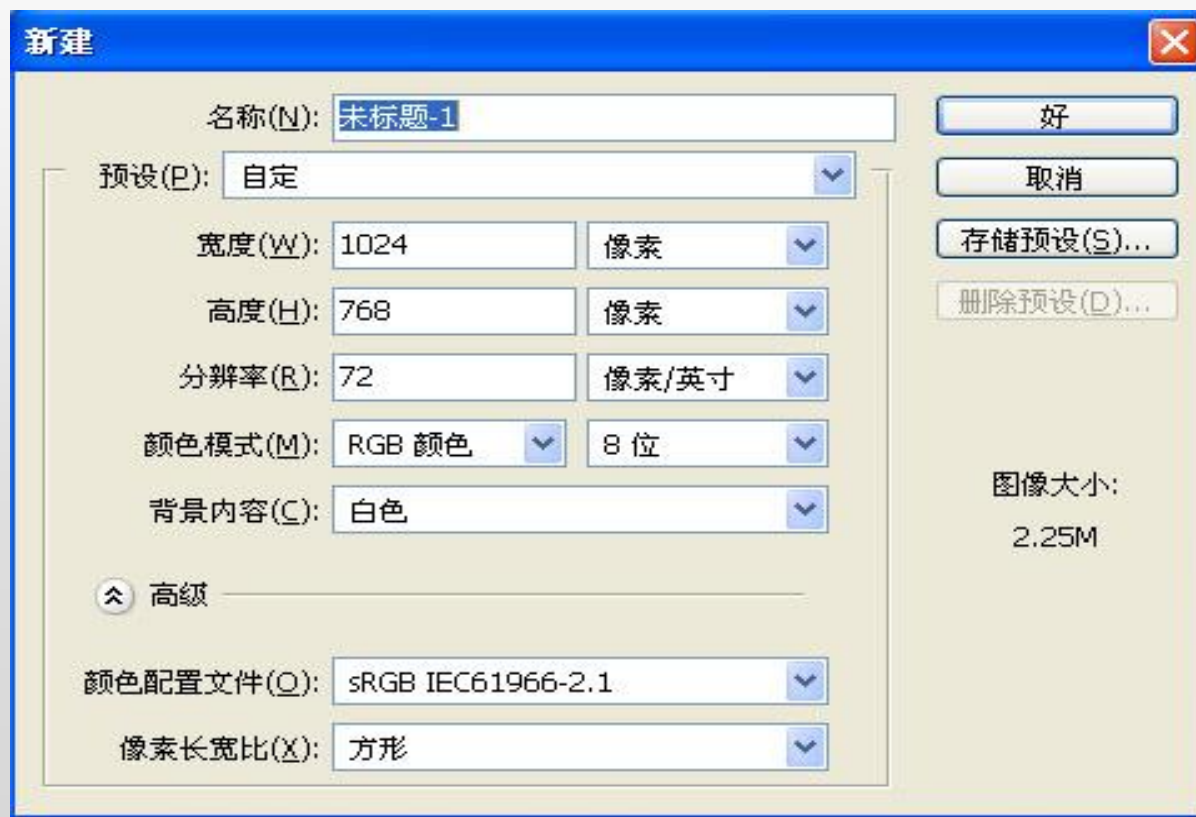 新建
名称(N): 未标题-1
好
预设(P): 自定
取消
宽度(W): 1024 像素
存储预设(S)...
高度(H): 768 像素
删除预设(D)...
分辨率(R): 72 像素/英寸
颜色模式(M): RGB 颜色 8 位
背景内容(C): 白色
图像大小:
2.25M
高级
颜色配置文件(O): sRGB IEC61966-2.1
像素长宽比(X): 方形